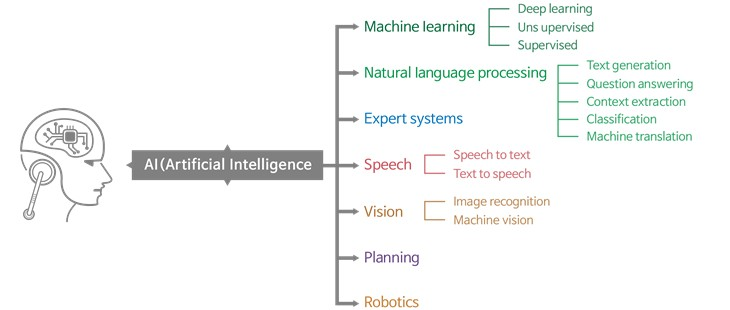 AI(Artificial Intelligence
Machine learning
Deep learning
Uns upervised
Supervised
Natural language processing
Text generation
Question answering
Context extraction
Classification
Machine translation
Expert systems
Speech
Speech to text
Text to speech
Vision
Image recognition
Machine vision
Planning
Robotics